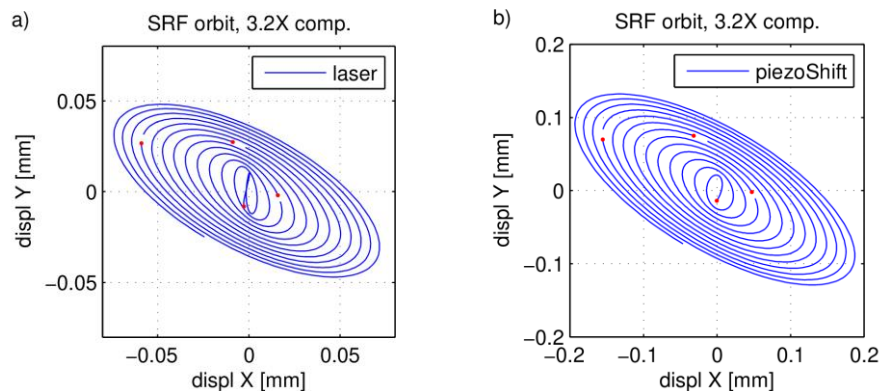 a)
SRF orbit, 3.2X comp.
laser
0.05
0
−0.05
displ Y [mm]
−0.05
0
0.05
displ X [mm]
b)
SRF orbit, 3.2X comp.
piezoShift
0.2
0.1
0
−0.1
−0.2
displ Y [mm]
−0.2
−0.1
0
0.1
0.2
displ X [mm]